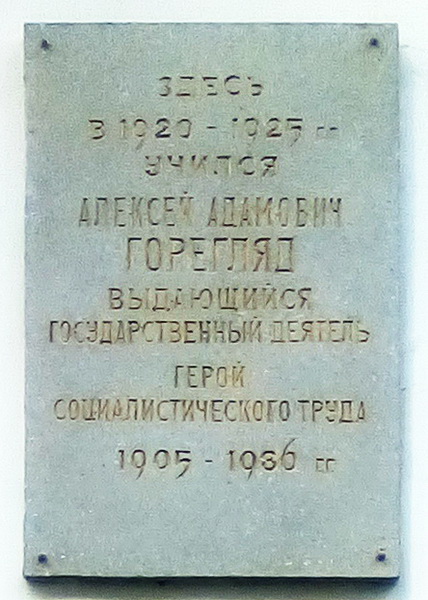 ЗДЕСЬ
В 1920 - 1925 гг
УЧИЛСЯ
АЛЕКСЕЙ АДАМОВИЧ
ГОРЕГЛЯД
ВЫДАЮЩИЙСЯ
ГОСУДАРСТВЕННЫЙ ДЕЯТЕЛЬ
ГЕРОЙ
СОЦИАЛИСТИЧЕСКОГО ТРУДА
1905 - 1986 гг